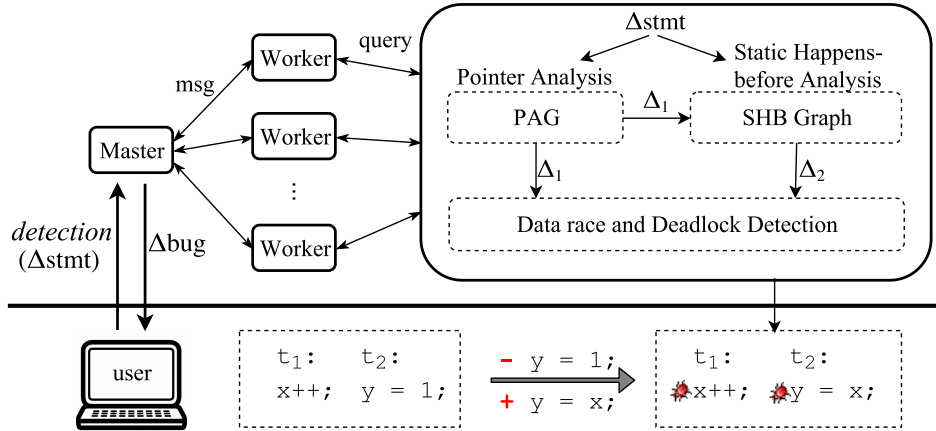 Δstmt
query
Worker
Static Happens-
before Analysis
Pointer Analysis
msg
Δ₁
PAG
SHB Graph
Worker
Master
Δ₁
Δ₂
⋮
Data race and Deadlock Detection
detection
(Δstmt)
Δbug
Worker
user
t₁: t₂:
x++; y = 1;
- y = 1;
+ y = x;
t₁: t₂:
x++; y = x;